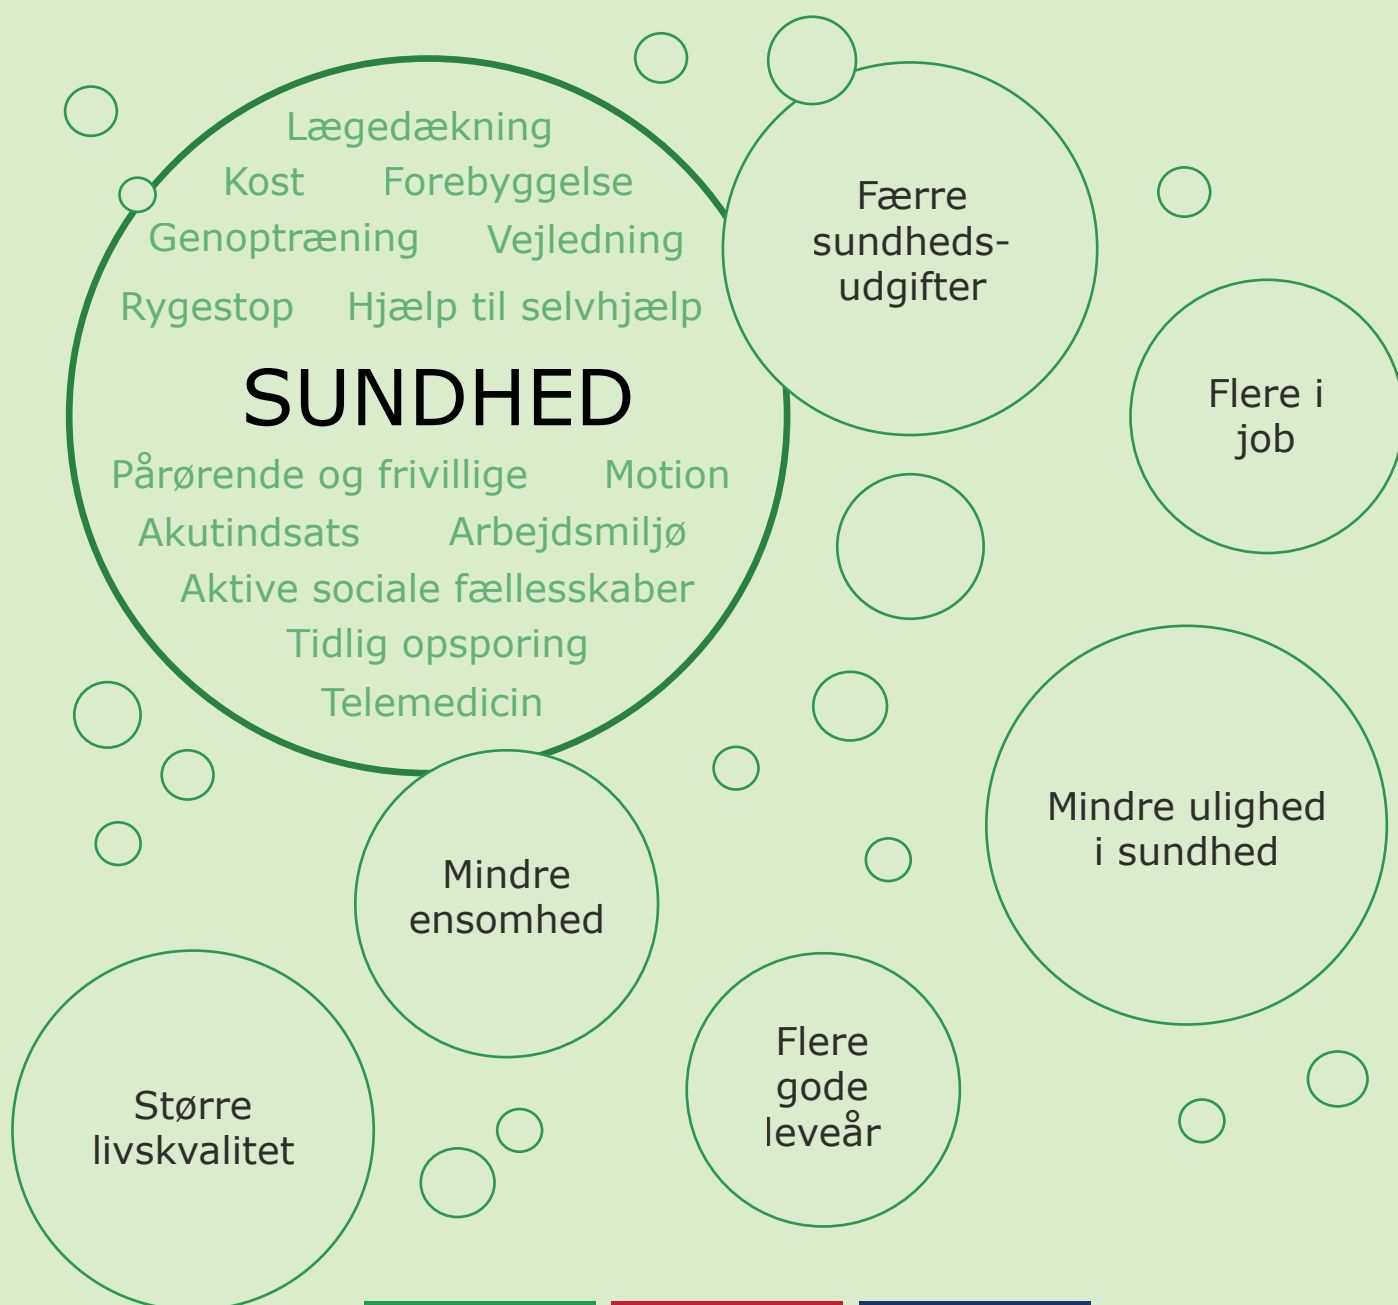 Lægedækning
Kost Forebyggelse
Genoptræning Vejledning
Rygestop Hjælp til selvhjælp
SUNDHED
Pårørende og frivillige Motion
Akutindsats Arbejdsmiljø
Aktive sociale fællesskaber
Tidlig opsporing
Telemedicin
Færre
sundheds-
udgifter
Flere i
job
Mindre ulighed
i sundhed
Mindre
ensomhed
Flere
gode
leveår
Større
livskvalitet